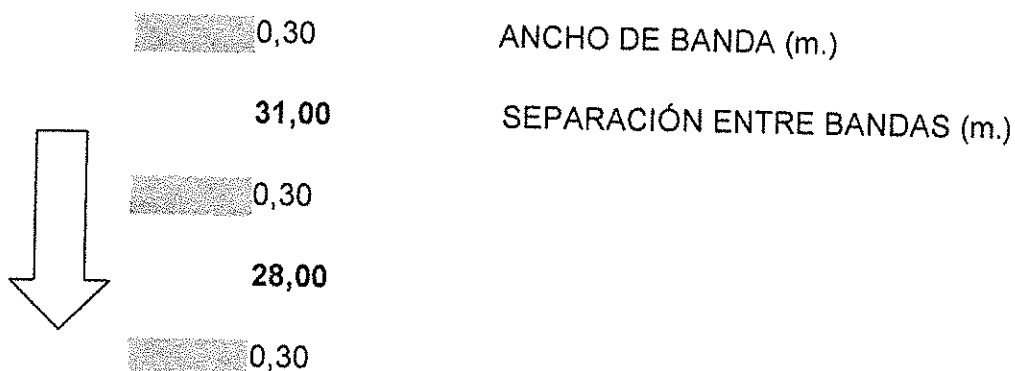 0,30 ANCHO DE BANDA (m.)
31,00 SEPARACIÓN ENTRE BANDAS (m.)
0,30
28,00
0,30